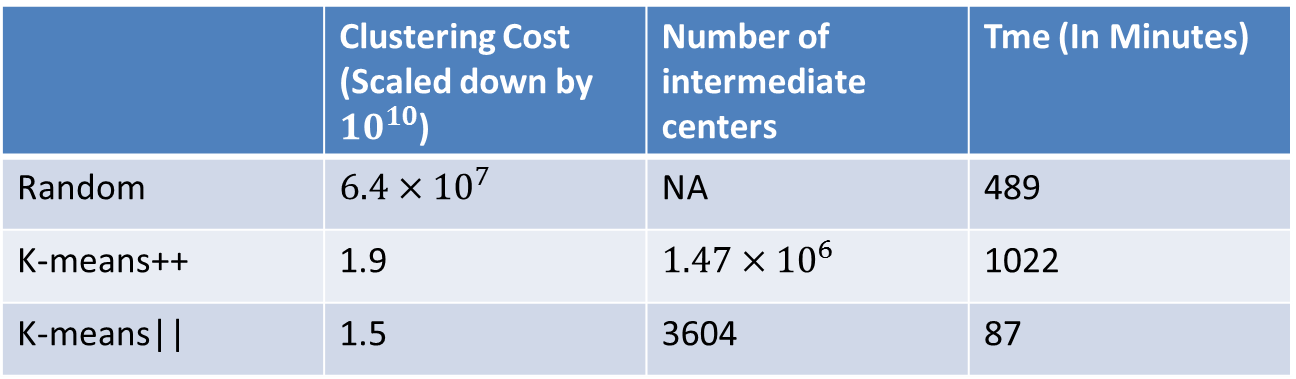 Clustering Cost (Scaled down by 10^10) Number of intermediate centers Tme (In Minutes)
Random 6.4 × 10^7 NA 489
K-means++ 1.9 1.47 × 10^6 1022
K-means|| 1.5 3604 87